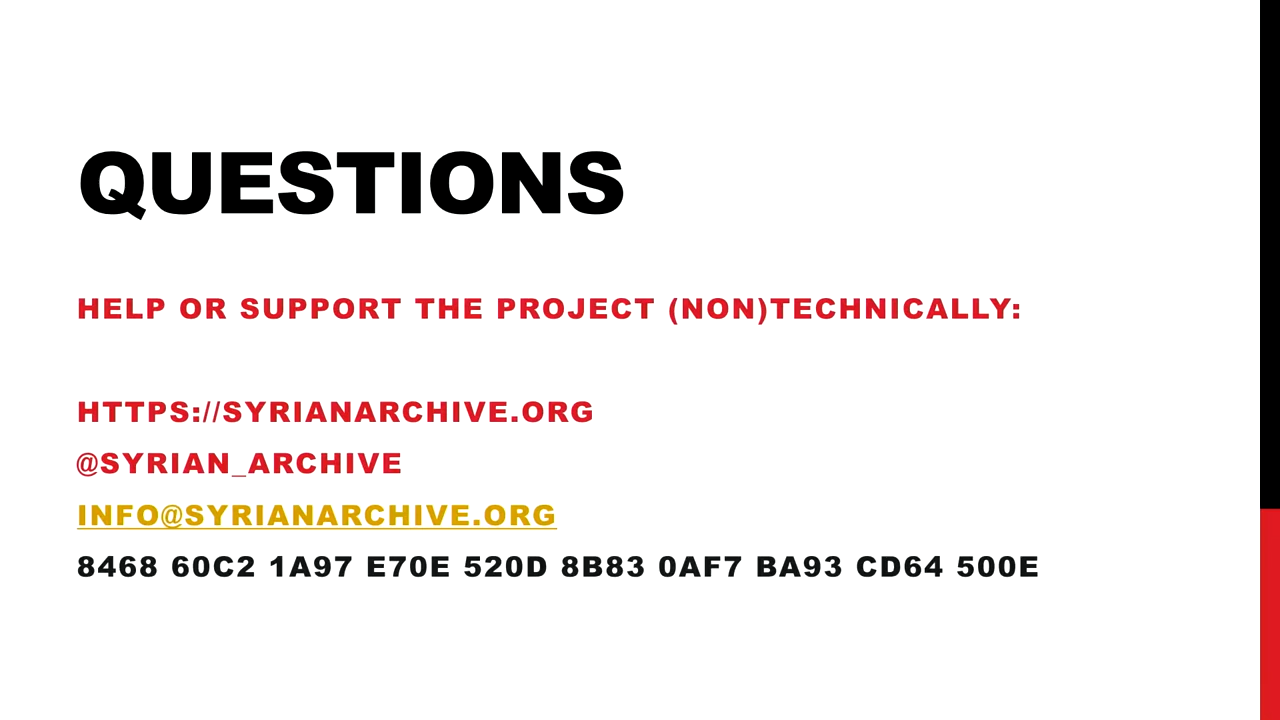 QUESTIONS
HELP OR SUPPORT THE PROJECT (NON)TECHNICALLY:
HTTPS://SYRIANARCHIVE.ORG
@SYRIAN_ARCHIVE
INFO@SYRIANARCHIVE.ORG
8468 60C2 1A97 E70E 520D 8B83 0AF7 BA93 CD64 500E